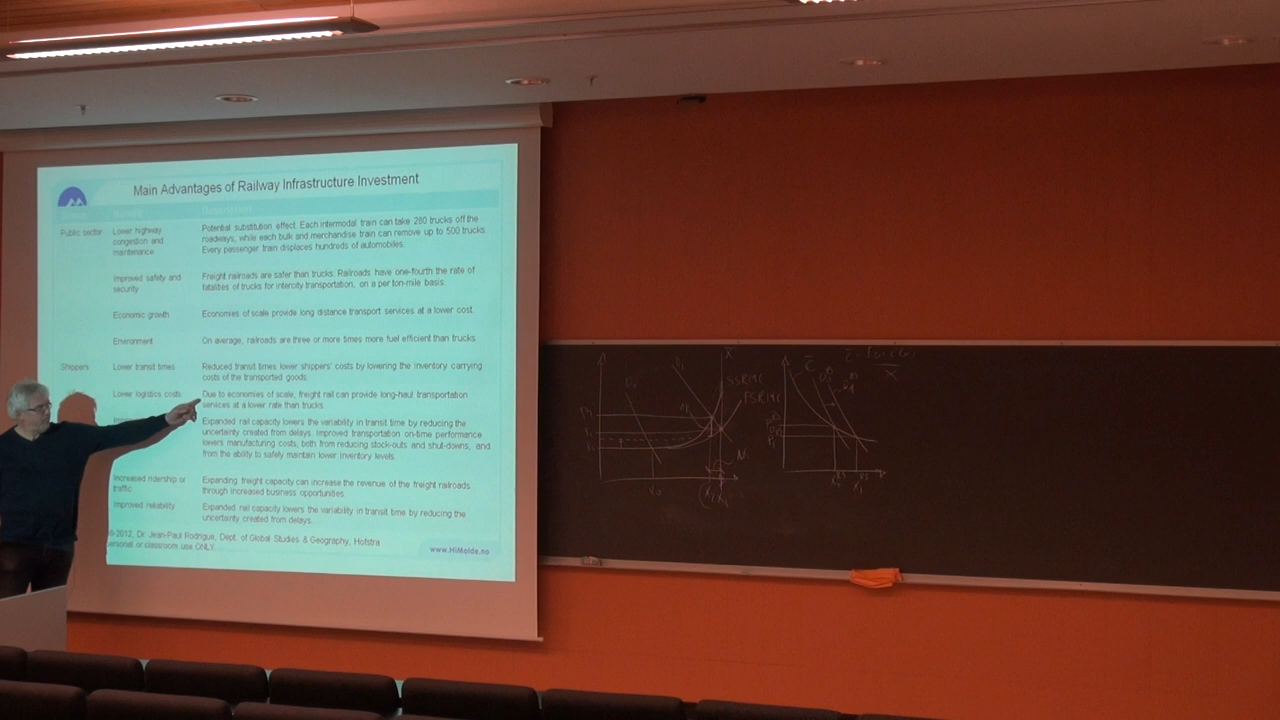 Main Advantages of Railway Infrastructure Investment
Description
Public sector
Lower highway
congestion and
maintenance
Potential substitution effect. Each intermodal train can take 280 trucks off the
roadways, while each bulk and merchandise train can remove up to 500 trucks.
Every passenger train displaces hundreds of automobiles.
Improved safety and
security
Freight railroads are safer than trucks. Railroads have one-fourth the rate of
fatalities of trucks for intercity transportation, on a per ton-mile basis.
Economic growth
Economies of scale provide long distance transport services at a lower cost.
Environment
On average, railroads are three or more times more fuel efficient than trucks.
Shippers
Lower transit times
Reduced transit times lower shippers' costs by lowering the inventory carrying
costs of the transported goods.
Lower logistics costs
Due to economies of scale, freight rail can provide long-haul transportation
services at a lower rate than trucks.
Expanded rail capacity lowers the variability in transit time by reducing the
uncertainty created from delays. Improved transportation on-time performance
lowers manufacturing costs, both from reducing stock-outs and shut-downs, and
from the ability to safely maintain lower inventory levels.
Increased ridership or
traffic
Expanding freight capacity can increase the revenue of the freight railroads
through increased business opportunities.
Improved reliability
Expanded rail capacity lowers the variability in transit time by reducing the
uncertainty created from delays.
-2012, Dr. Jean-Paul Rodrigue, Dept. of Global Studies & Geography, Hofstra
personal or classroom use ONLY
www.HiMolde.no
SSRMC
PSRMC